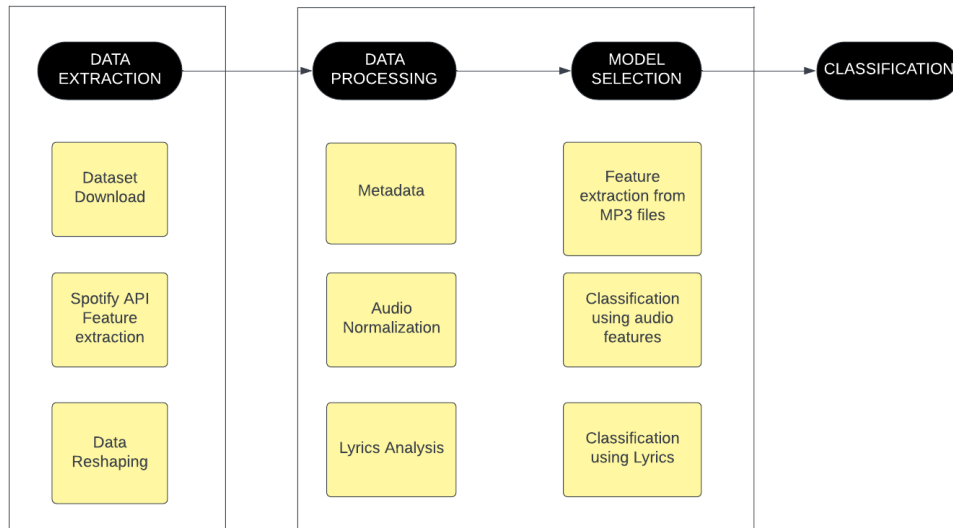 DATA
EXTRACTION
DATA
PROCESSING
MODEL
SELECTION
CLASSIFICATION
Dataset
Download
Metadata
Feature
extraction from
MP3 files
Spotify API
Feature
extraction
Audio
Normalization
Classification
using audio
features
Data
Reshaping
Lyrics Analysis
Classification
using Lyrics